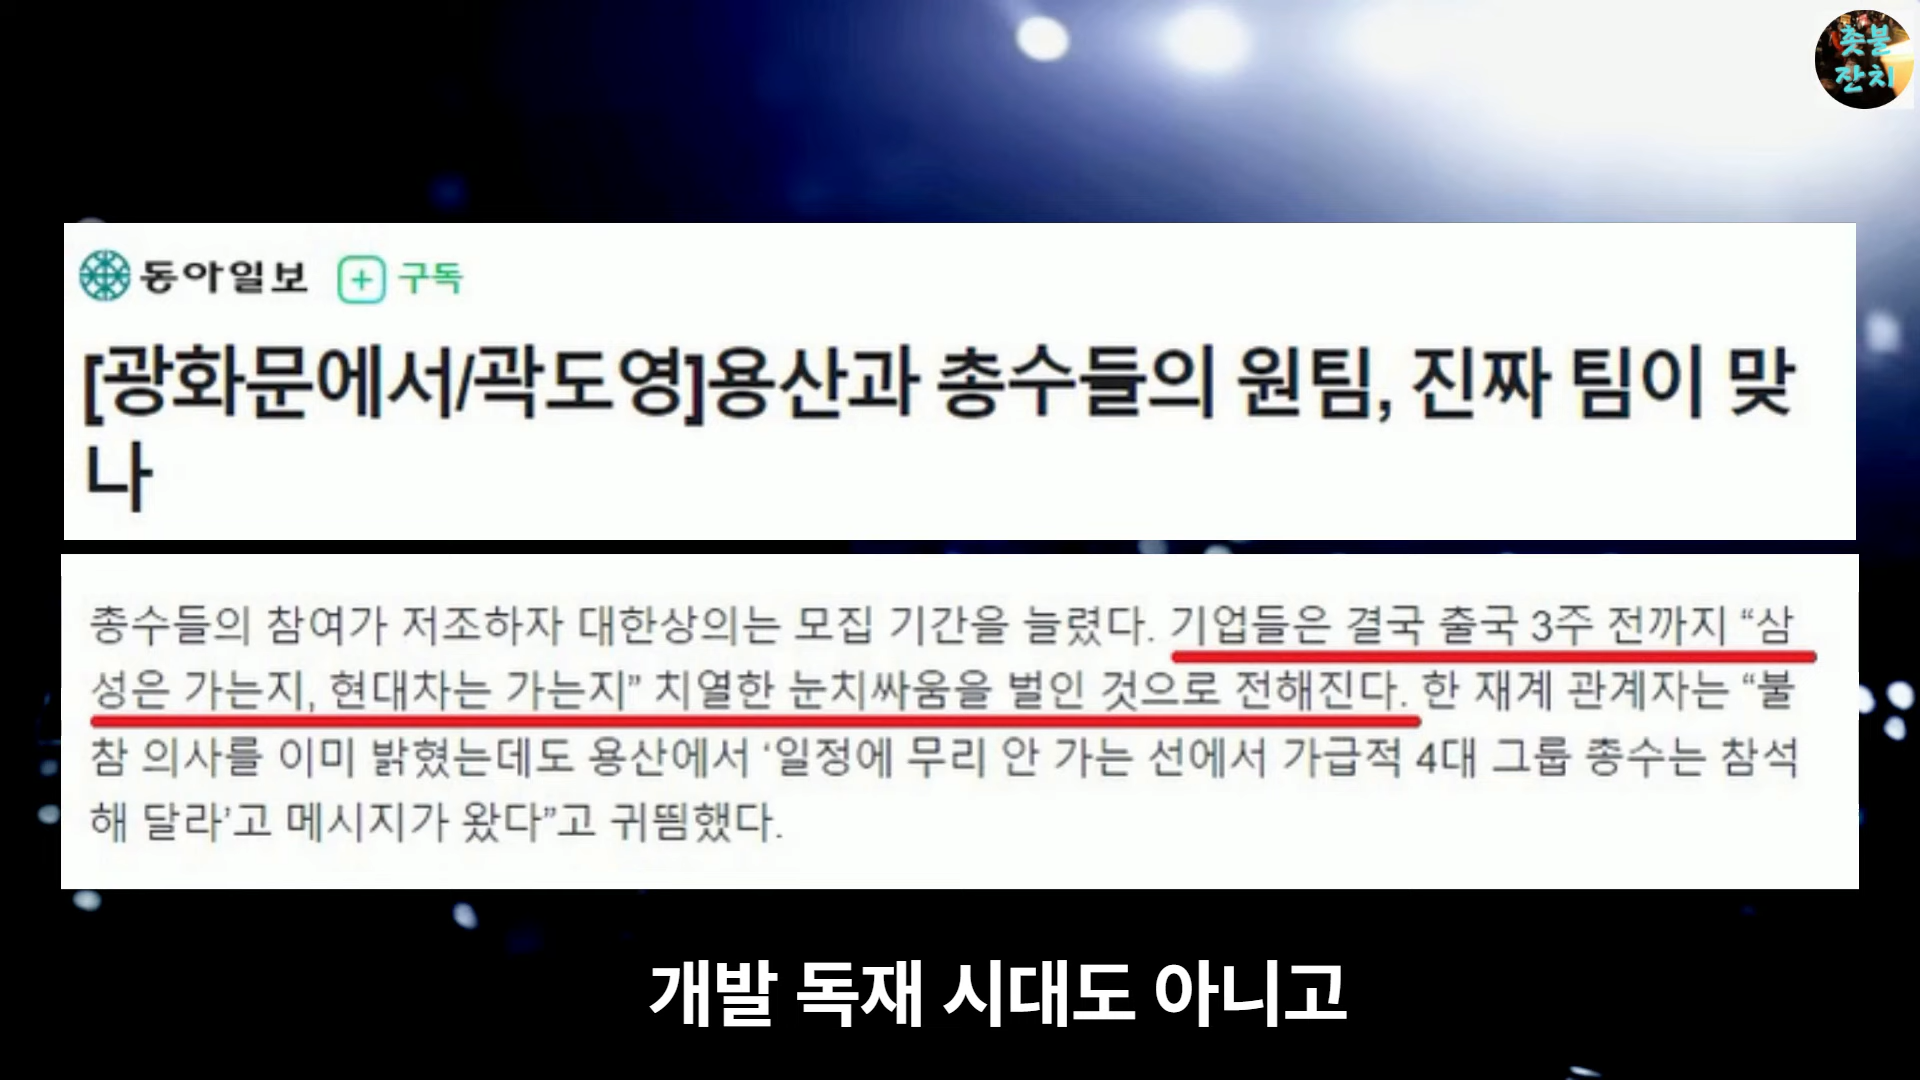 촛불
잔치
동아일보 + 구독
[광화문에서/곽도영]용산과 총수들의 원팀, 진짜 팀이 맞
나
총수들의 참여가 저조하자 대한상의는 모집 기간을 늘렸다. 기업들은 결국 출국 3주 전까지 “삼
성은 가는지, 현대차는 가는지” 치열한 눈치싸움을 벌인 것으로 전해진다. 한 재계 관계자는 “불
참 의사를 이미 밝혔는데도 용산에서 ‘일정에 무리 안 가는 선에서 가급적 4대 그룹 총수는 참석
해 달라’고 메시지가 왔다”고 귀띔했다.
개발 독재 시대도 아니고